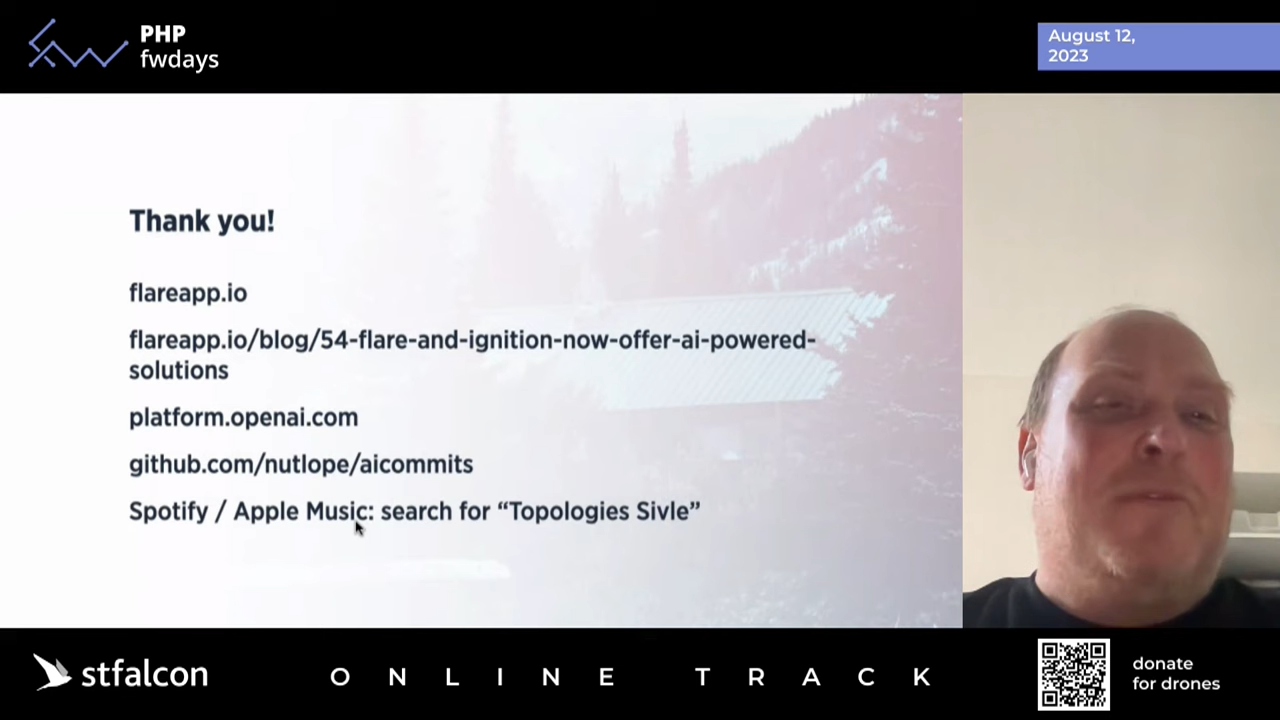 PHP
fwdays
August 12,
2023
Thank you!
flareapp.io
flareapp.io/blog/54-flare-and-ignition-now-offer-ai-powered-
solutions
platform.openai.com
github.com/nutlope/aicommits
Spotify / Apple Music: search for “Topologies Sivle”
stfalcon
ONLINE TRACK
donate
for drones